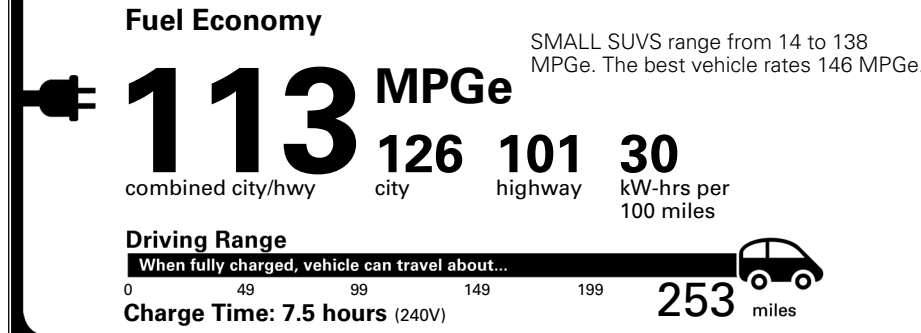 Fuel Economy
SMALL SUVS range from 14 to 138
MPGe. The best vehicle rates 146 MPGe.
113 MPGe
combined city/hwy
126 101 30
city highway kW-hrs per
100 miles
Driving Range
When fully charged, vehicle can travel about...
0 49 99 149 199 253 miles
Charge Time: 7.5 hours (240V)